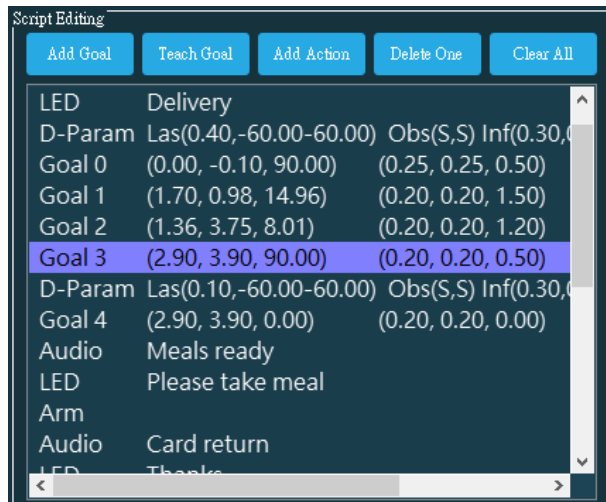 Script Editing
Add Goal Teach Goal Add Action Delete One Clear All
LED Delivery
D-Param Las(0.40,-60.00-60.00) Obs(S,S) Inf(0.30,
Goal 0 (0.00, -0.10, 90.00) (0.25, 0.25, 0.50)
Goal 1 (1.70, 0.98, 14.96) (0.20, 0.20, 1.50)
Goal 2 (1.36, 3.75, 8.01) (0.20, 0.20, 1.20)
Goal 3 (2.90, 3.90, 90.00) (0.20, 0.20, 0.50)
D-Param Las(0.10,-60.00-60.00) Obs(S,S) Inf(0.30,
Goal 4 (2.90, 3.90, 0.00) (0.20, 0.20, 0.00)
Audio Meals ready
LED Please take meal
Arm
Audio Card return
LED Thanks